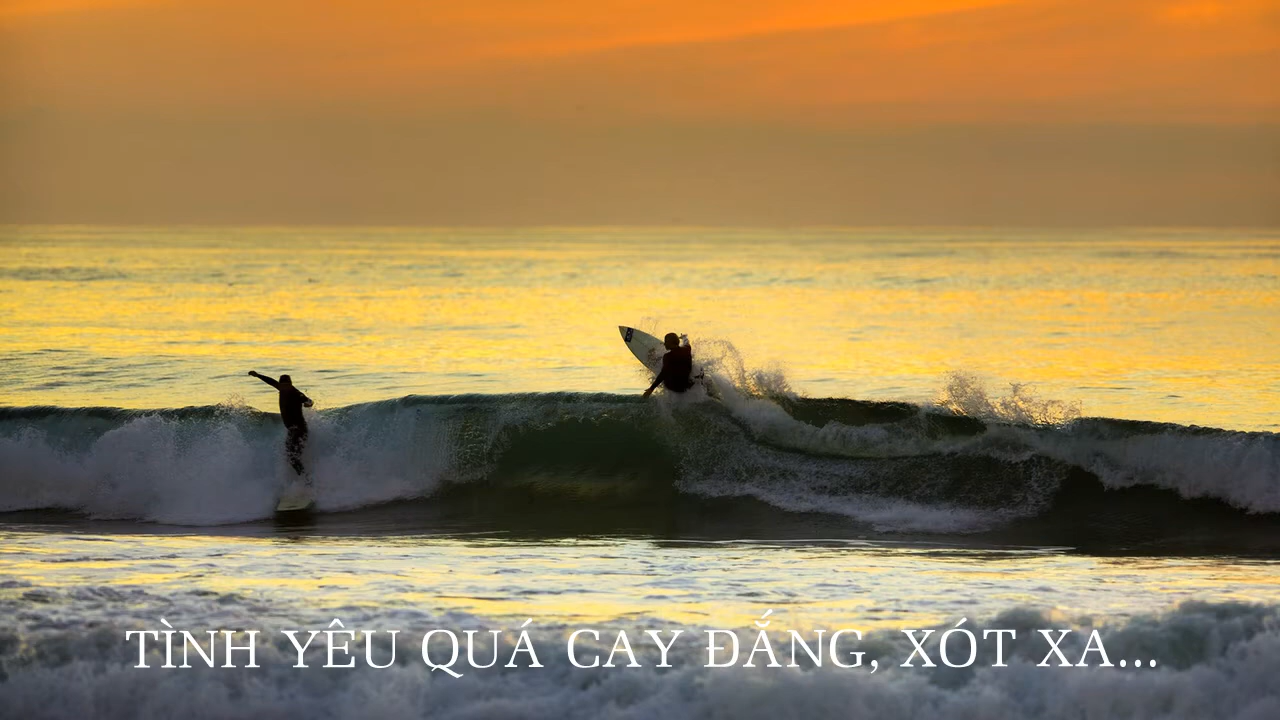 TÌNH YÊU QUÁ CAY ĐẮNG, XÓT XA...